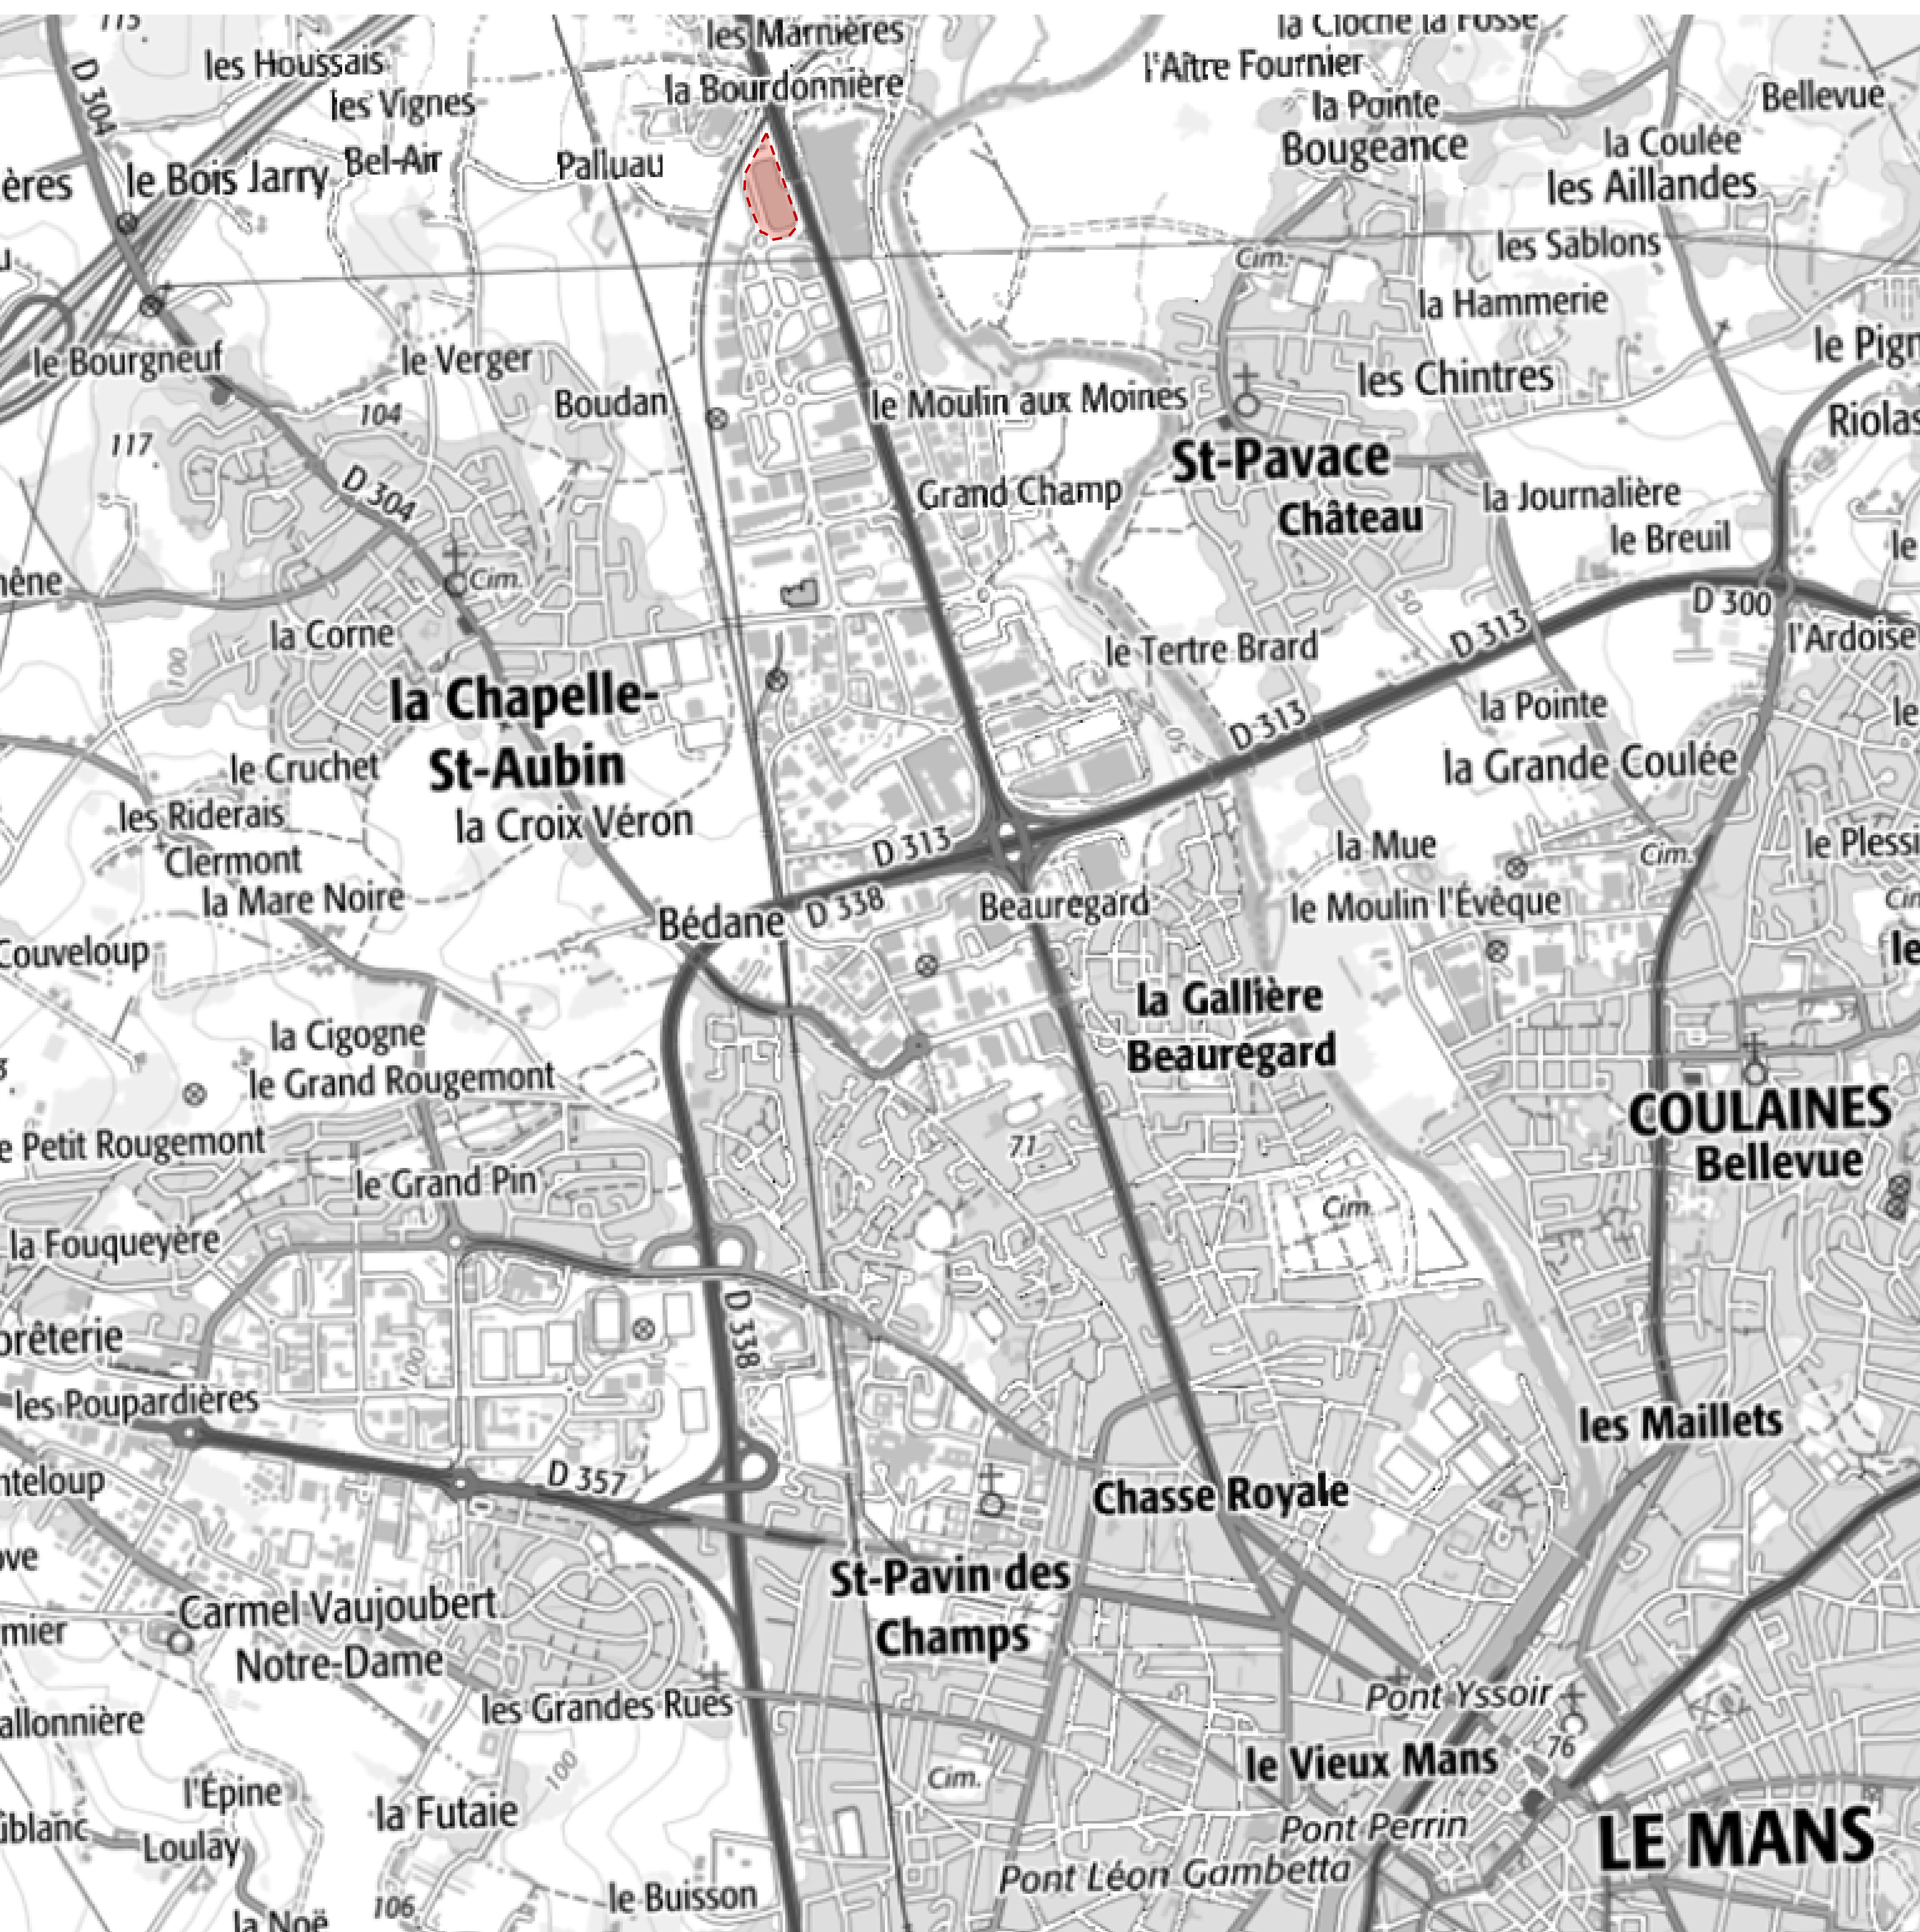 115
les Marnières
la Cloche
la Fosse
les Houssais
l'Aître Fournier
la Bourdonnière
D 304
les Vignes
la Pointe
Bellevue
Bougeance
la Coulée
Bel-Air
Palluau
le Bois Jarry
les Aillandes
les Sablons
Cim.
la Hammerie
le Bourgneuf
le Verger
les Chintres
Boudan
le Moulin aux Moines
104
117
St-Pavace
D 304
Grand Champ
la Journalière
Château
le Breuil
Cim.
50
D 300
la Corne
D 313
le Tertre Brard
100
la Chapelle-
St-Aubin
D 313
la Pointe
50
le Cruchet
la Grande Coulée
les Riderais
la Croix Véron
D 313
la Mue
Cim.
Clermont
la Mare Noire
D 338
Beauregard
le Moulin l'Évêque
Bédane
Couveloup
la Gallière
Beauregard
la Cigogne
le Grand Rougemont
COULAINES
Bellevue
71
le Grand Pin
Cim.
la Fouqueyère
D 338
100
les Poupardières
les Maillets
D 357
Chasse Royale
St-Pavin des
Champs
Carmel Vaujoubert
Notre-Dame
les Grandes Rues
Pont Yssoir
76
100
le Vieux Mans
Cim.
l'Épine
la Futaie
Pont Perrin
LE MANS
Loulay
Pont Léon Gambetta
le Buisson
106
la Noë